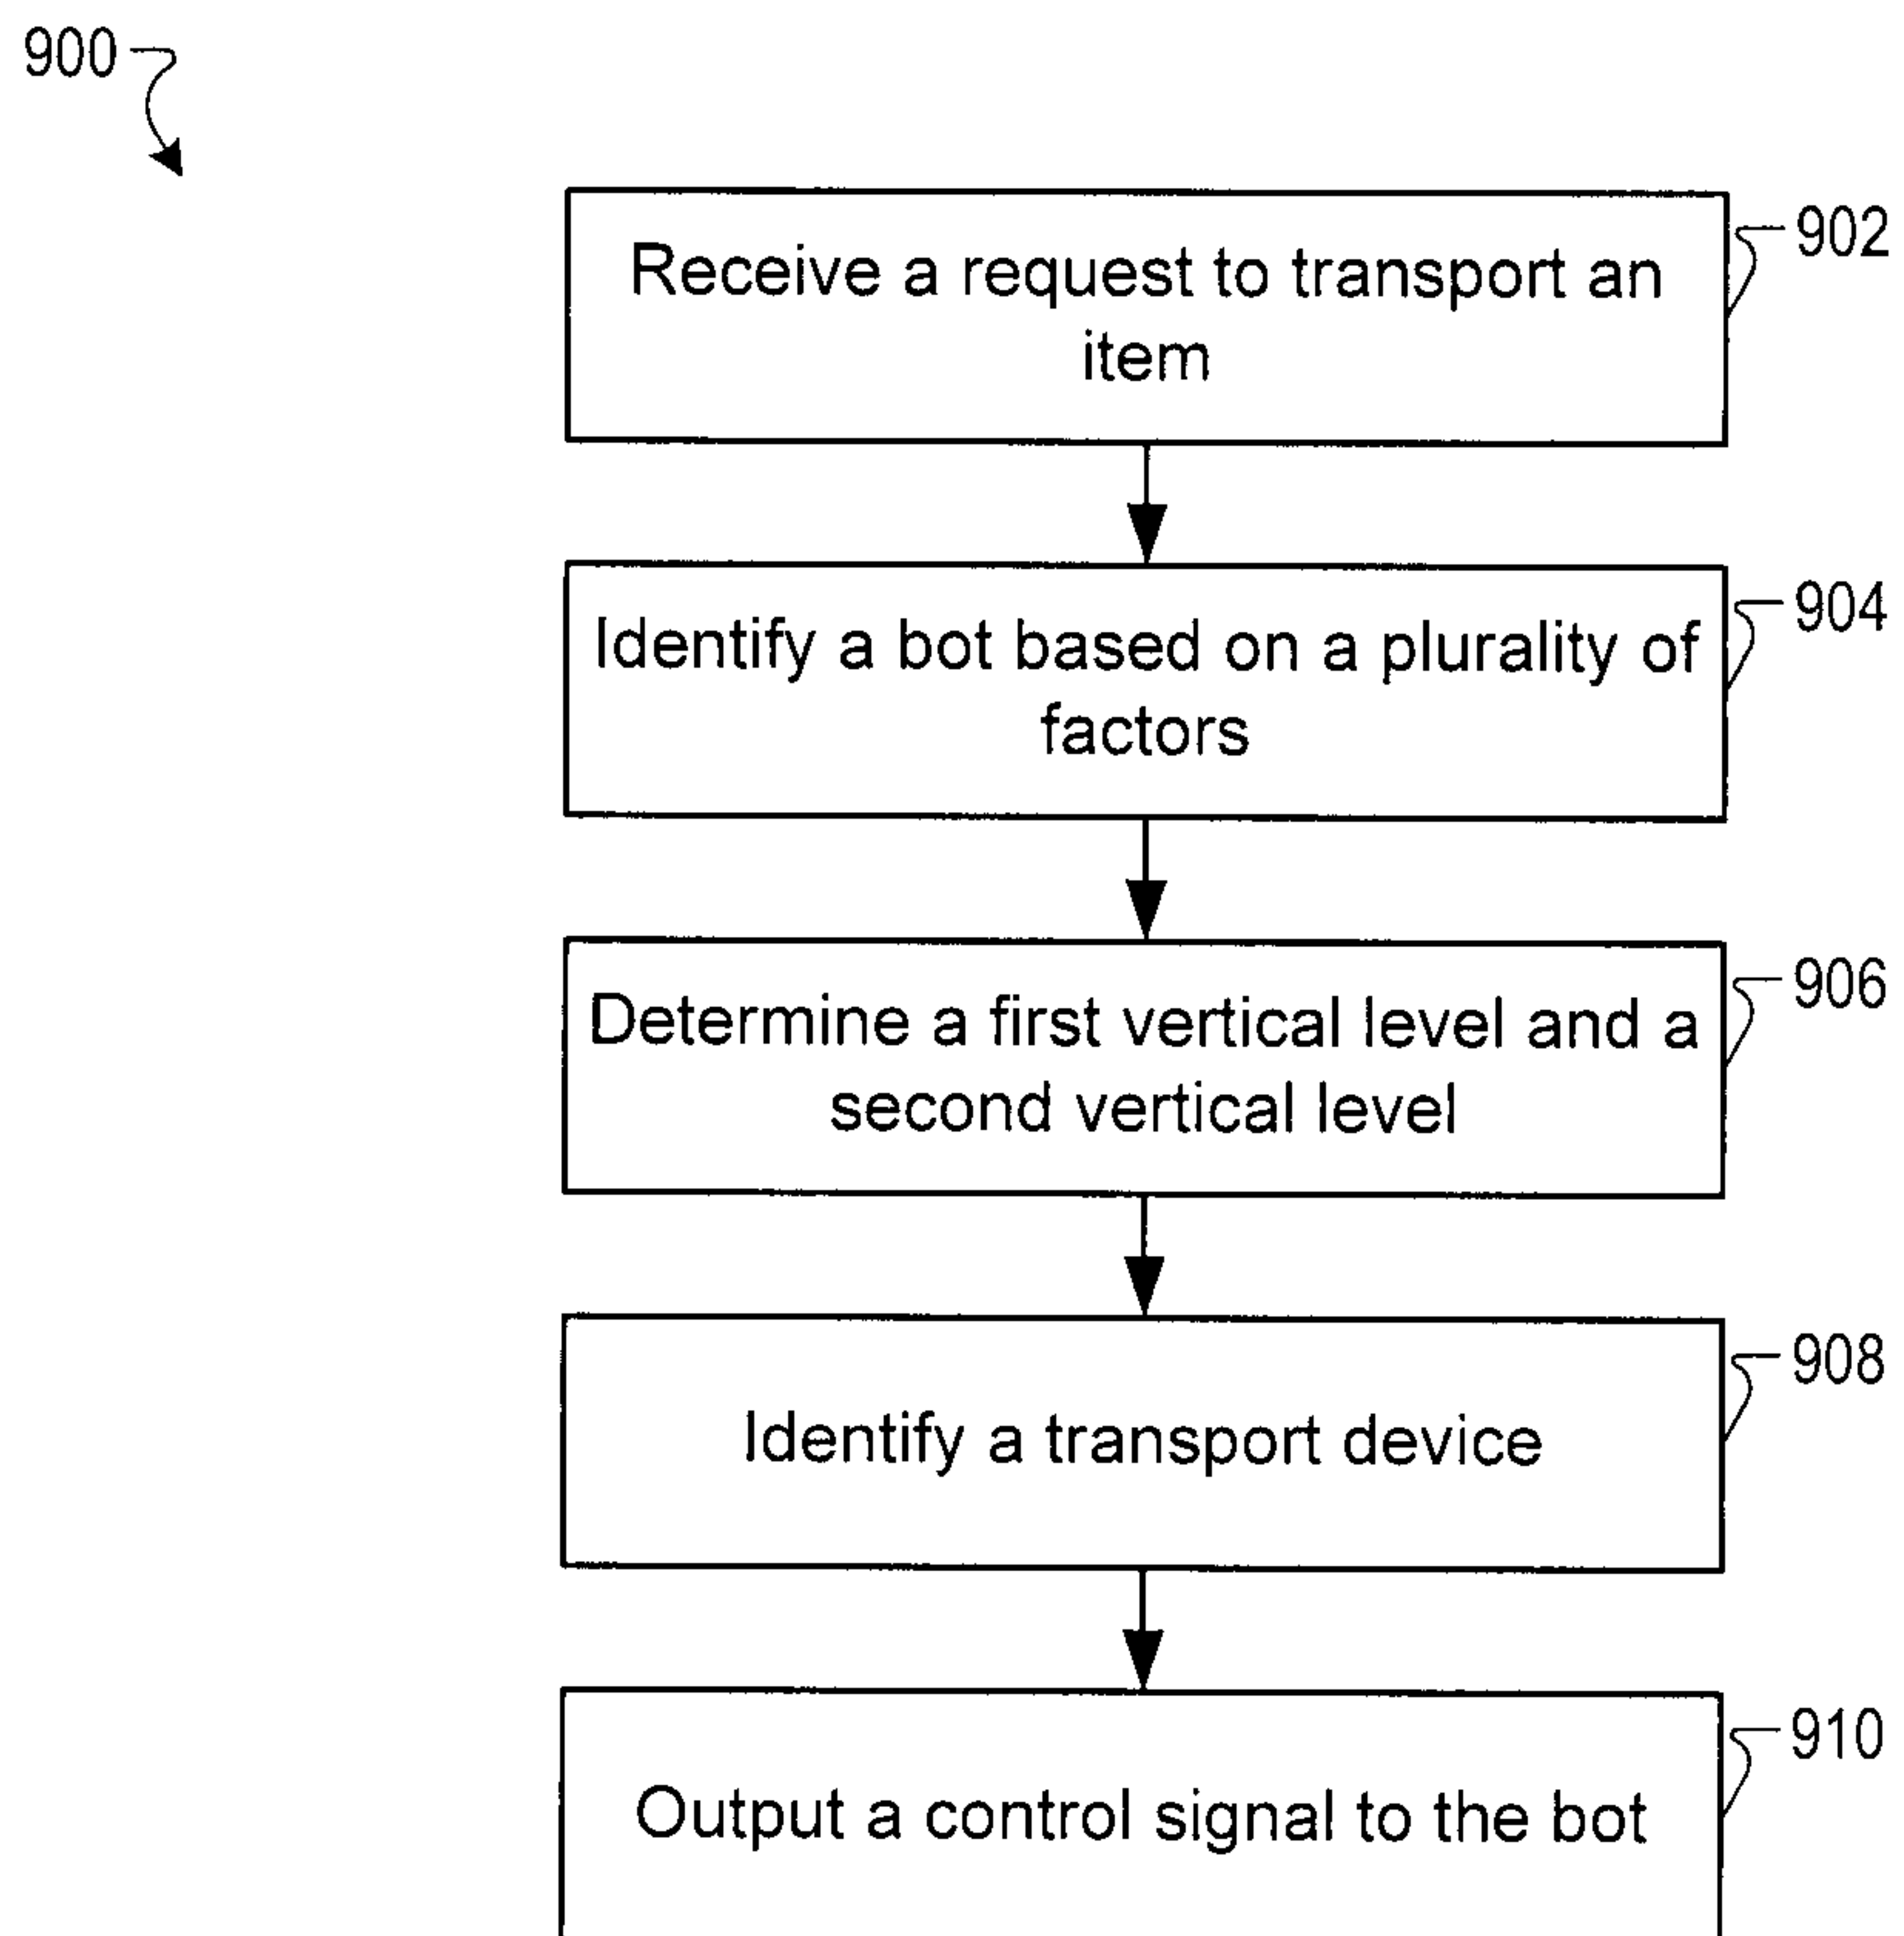 900
902
Receive a request to transport an
item
904
Identify a bot based on a plurality of
factors
906
Determine a first vertical level and a
second vertical level
908
Identify a transport device
910
Output a control signal to the bot